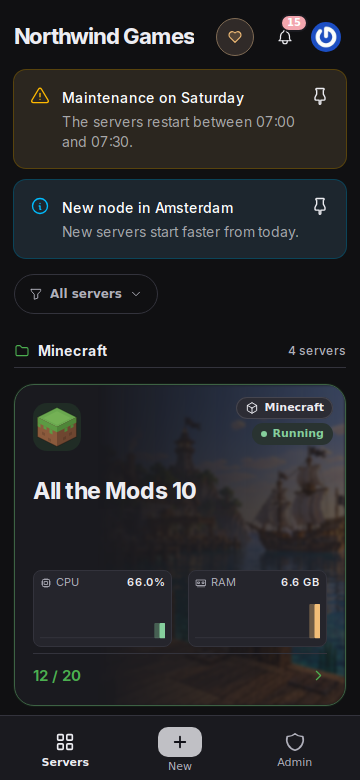 Northwind Games
15
Maintenance on Saturday
The servers restart between 07:00
and 07:30.
New node in Amsterdam
New servers start faster from today.
All servers
Minecraft
4 servers
Minecraft
Running
All the Mods 10
CPU
66.0%
RAM
6.6 GB
12 / 20
Servers
New
Admin